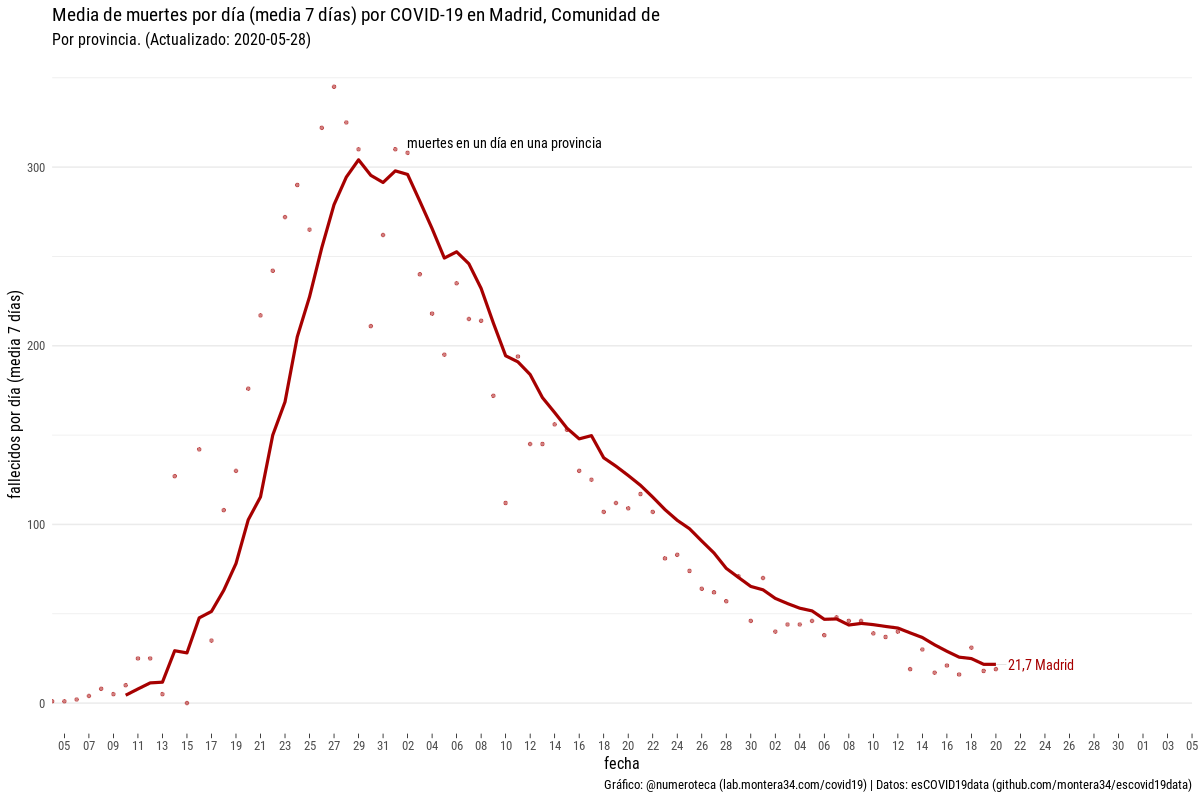 Media de muertes por día (media 7 días) por COVID-19 en Madrid, Comunidad de
Por provincia. (Actualizado: 2020-05-28)
muertes en un día en una provincia
300
200
100
0
fallecidos por día (media 7 días)
21,7 Madrid
05 07 09 11 13 15 17 19 21 23 25 27 29 31 02 04 06 08 10 12 14 16 18 20 22 24 26 28 30 02 04 06 08 10 12 14 16 18 20 22 24 26 28 30 01 03 05
fecha
Gráfico: @numeroteca (lab.montera34.com/covid19) | Datos: esCOVID19data (github.com/montera34/escovid19data)